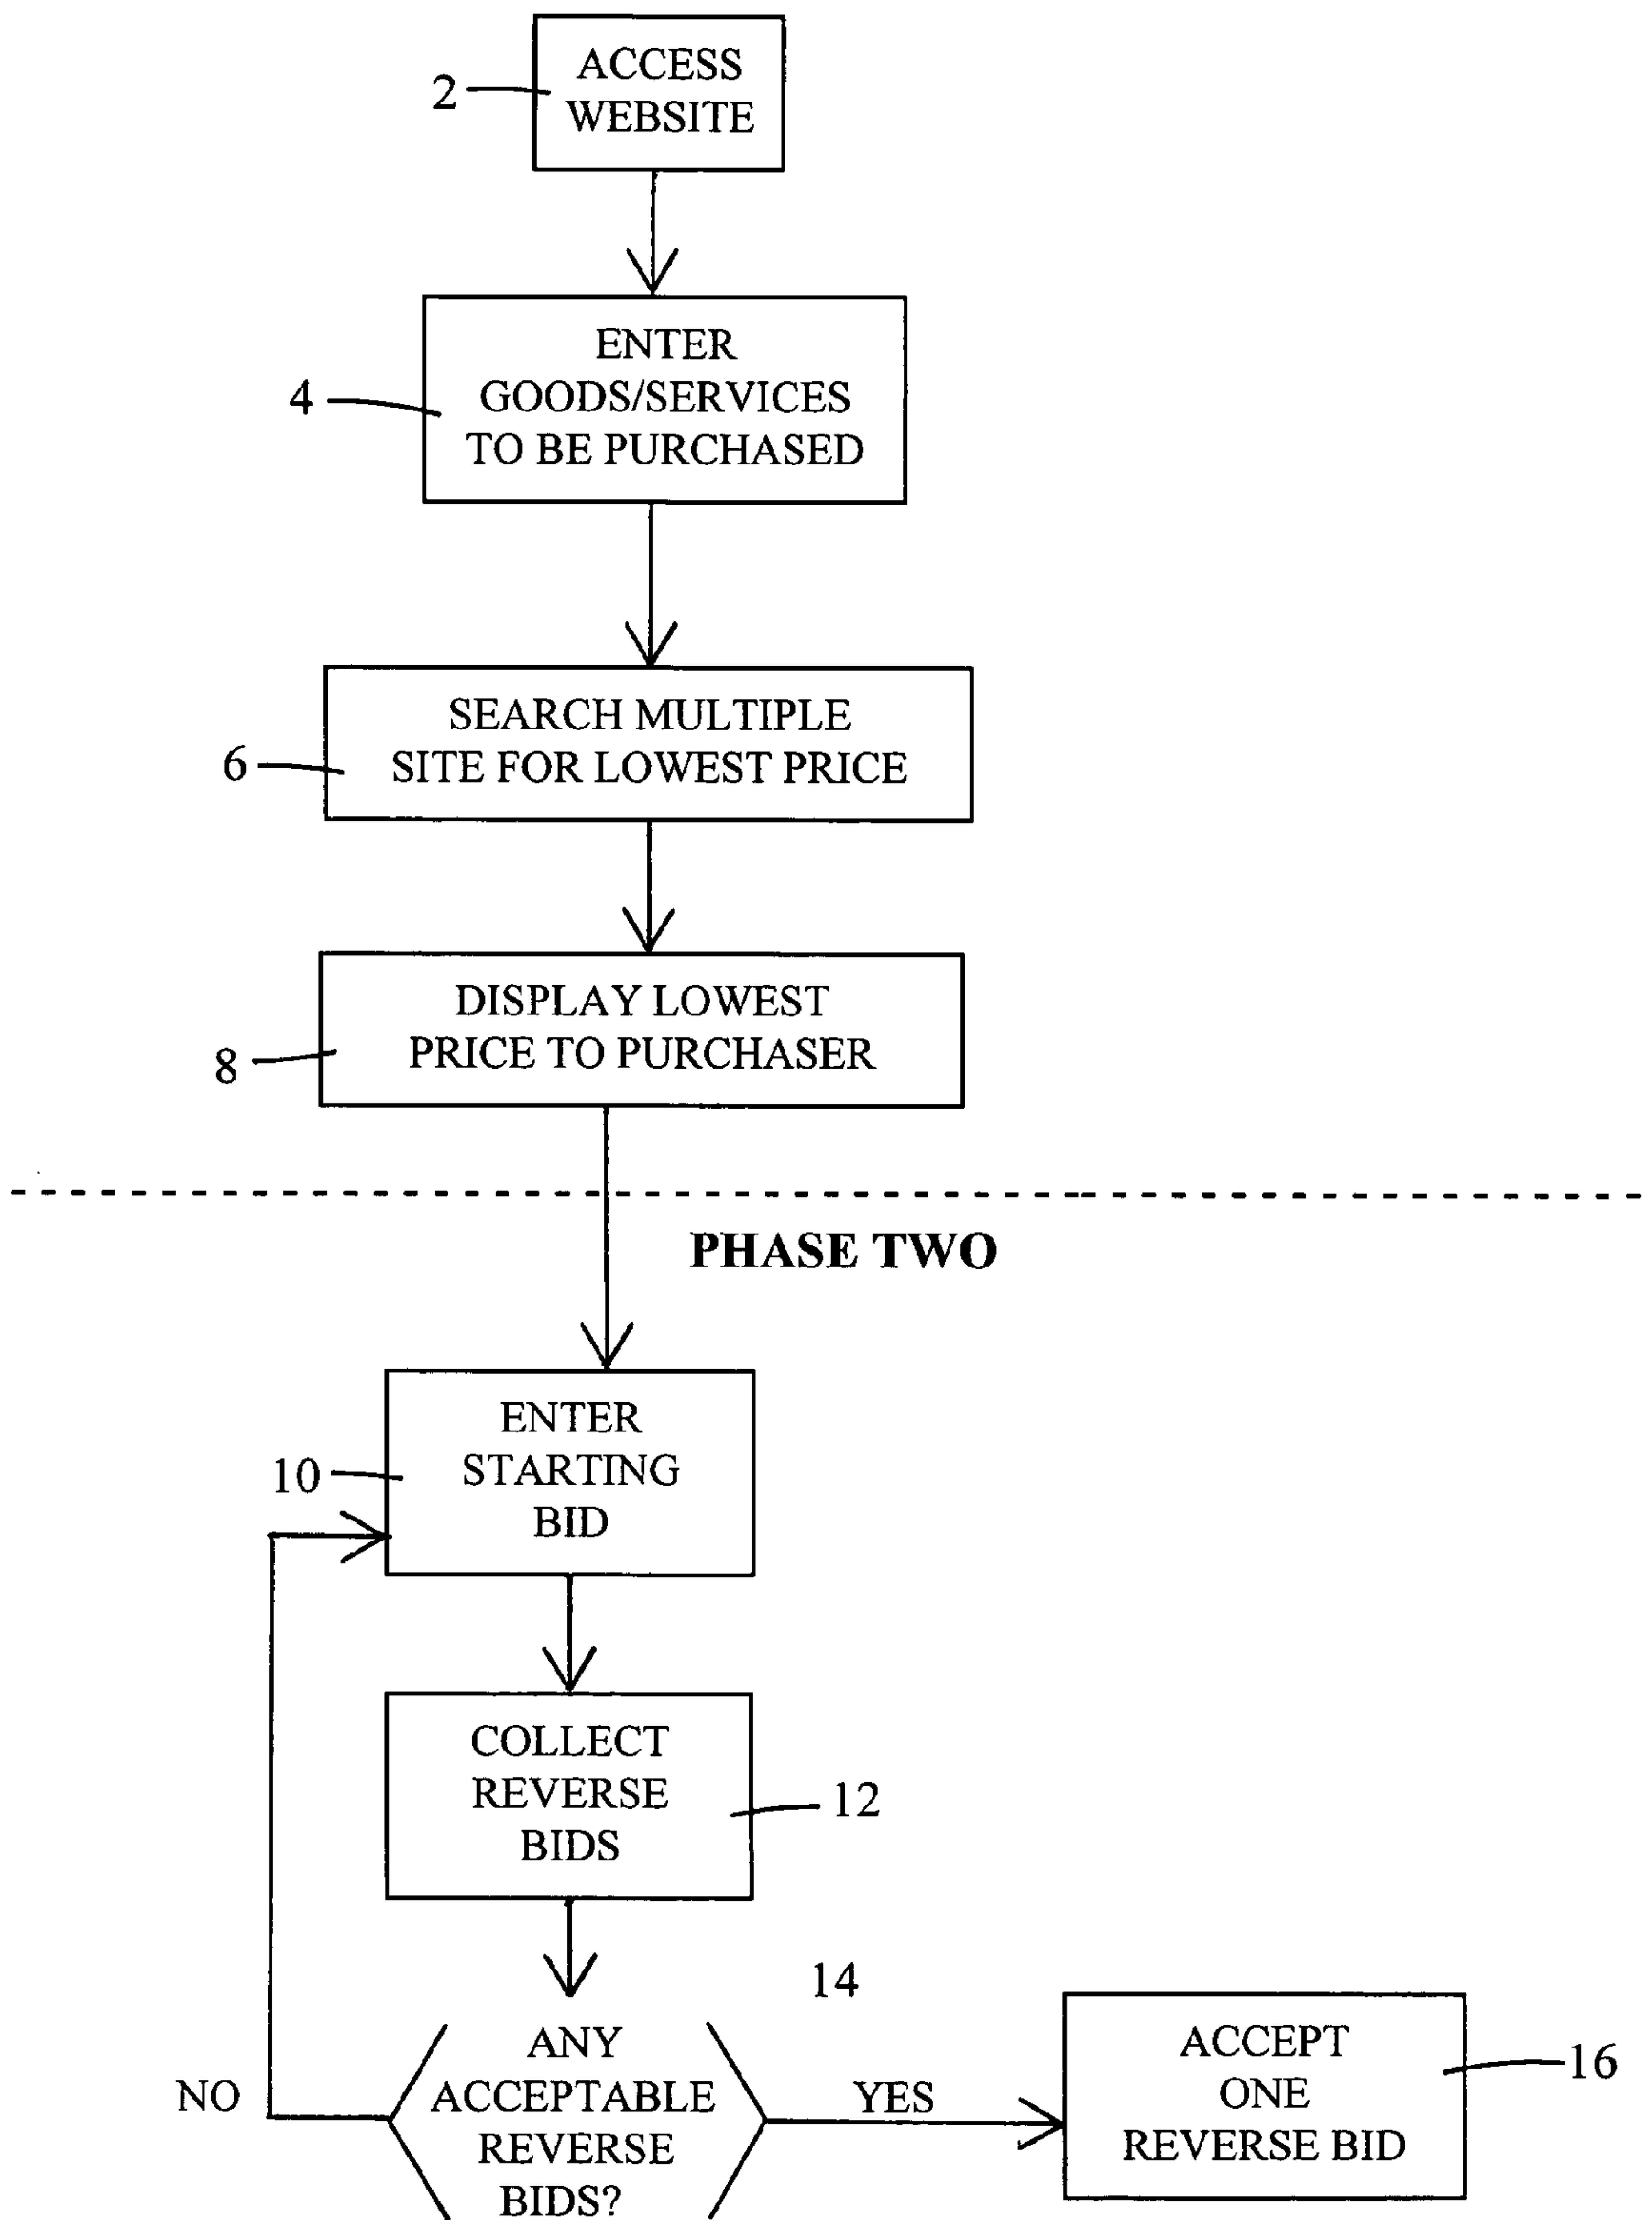 ACCESS
WEBSITE
2
ENTER
GOODS/SERVICES
TO BE PURCHASED
4
SEARCH MULTIPLE
SITE FOR LOWEST PRICE
6
DISPLAY LOWEST
PRICE TO PURCHASER
8
PHASE TWO
ENTER
STARTING
BID
10
COLLECT
REVERSE
BIDS
12
14
ANY
ACCEPTABLE
REVERSE
BIDS?
NO
YES
ACCEPT
ONE
REVERSE BID
16